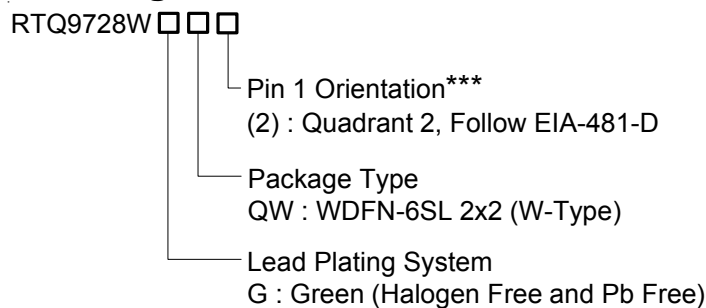 RTQ9728W
Pin 1 Orientation***
(2) : Quadrant 2, Follow EIA-481-D
Package Type
QW : WDFN-6SL 2x2 (W-Type)
Lead Plating System
G : Green (Halogen Free and Pb Free)